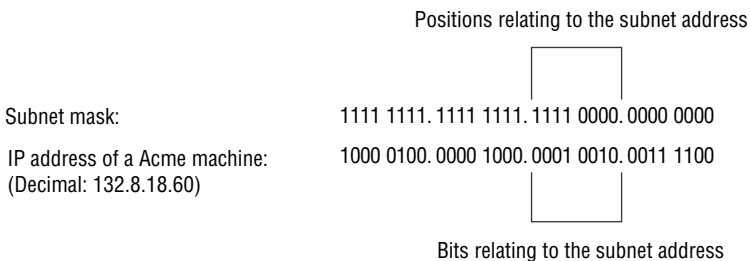 Positions relating to the subnet address
Subnet mask: 1111 1111. 1111 1111. 1111 0000. 0000 0000
IP address of a Acme machine: 1000 0100. 0000 1000. 0001 0010. 0011 1100
(Decimal: 132.8.18.60)
Bits relating to the subnet address